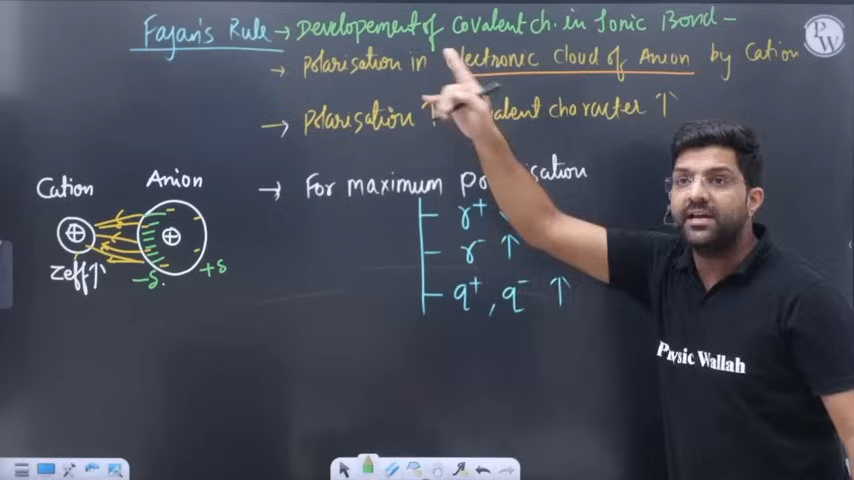 Fajan's Rule → Developement of Covalent ch. in Ionic Bond –
→ Polarisation in Electronic Cloud of Anion by Cation
→ Polarisation ↑ Covalent character ↑
Cation
Anion
→ For maximum Polarisation
r⁺
r⁻ ↑
q⁺, q⁻ ↑
Zeff↑
-δ.
+δ
PW
Physics Wallah